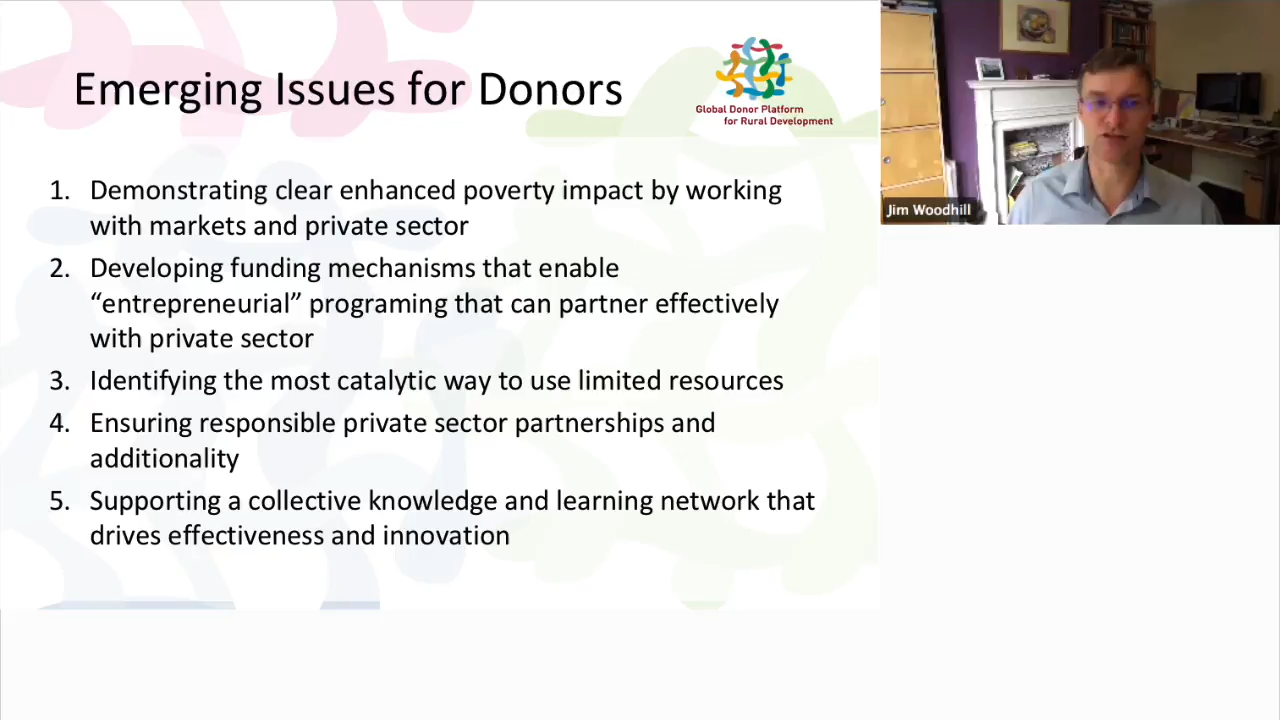 Emerging Issues for Donors
Global Donor Platform
for Rural Development
1. Demonstrating clear enhanced poverty impact by working
with markets and private sector
2. Developing funding mechanisms that enable
“entrepreneurial” programing that can partner effectively
with private sector
3. Identifying the most catalytic way to use limited resources
4. Ensuring responsible private sector partnerships and
additionality
5. Supporting a collective knowledge and learning network that
drives effectiveness and innovation
Jim Woodhill